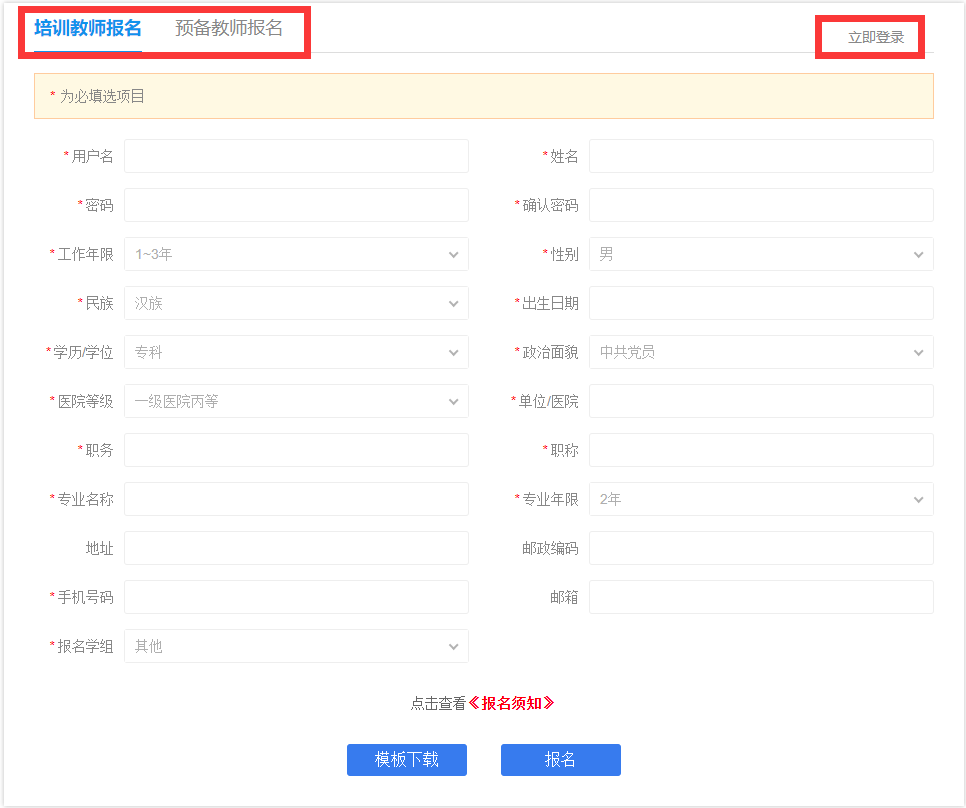 培训教师报名 预备教师报名 立即登录
* 为必填选项目
*用户名 *姓名
*密码 *确认密码
*工作年限 1~3年 *性别 男
*民族 汉族 *出生日期
*学历/学位 专科 *政治面貌 中共党员
*医院等级 一级医院丙等 *单位/医院
*职务 *职称
*专业名称 *专业年限 2年
地址 邮政编码
*手机号码 邮箱
*报名学组 其他
点击查看《报名须知》
模板下载 报名